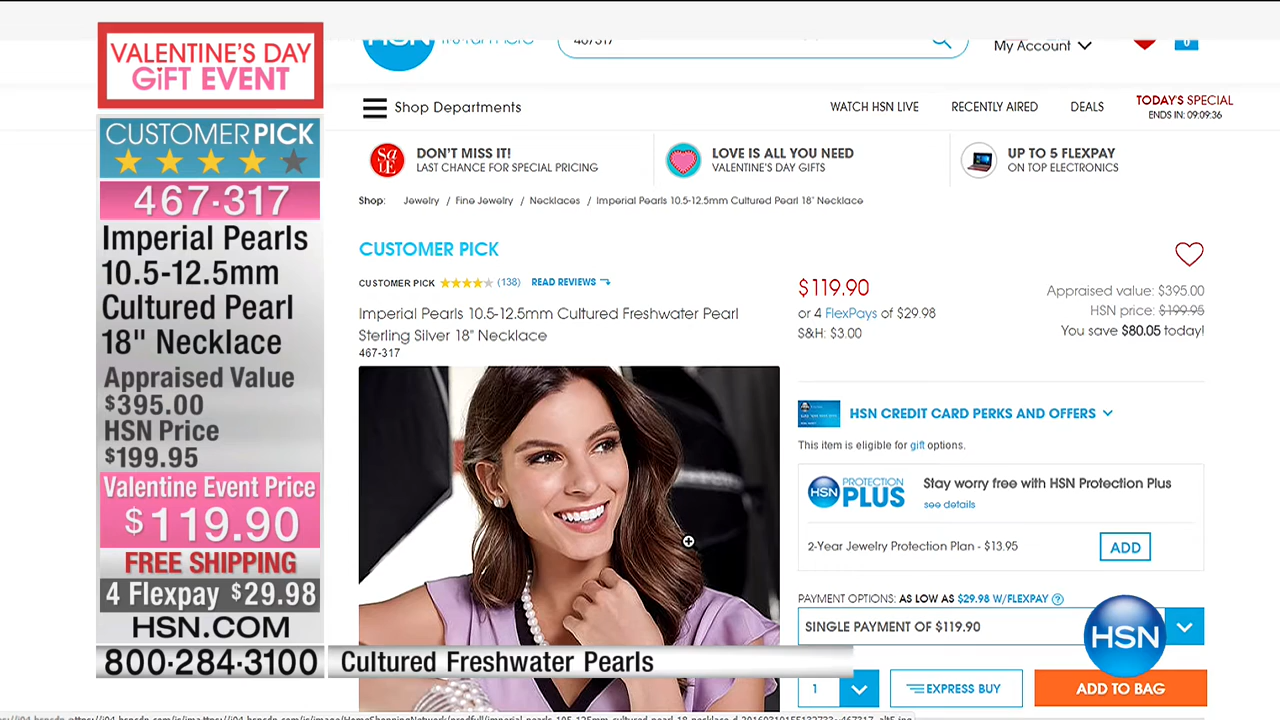 VALENTINE'S DAY
GiFT EVENT
CUSTOMER PICK
467-317
Imperial Pearls
10.5-12.5mm
Cultured Pearl
18" Necklace
Appraised Value
$395.00
HSN Price
$199.95
Valentine Event Price
$119.90
FREE SHIPPING
4 Flexpay $29.98
HSN.COM
800-284-3100
Cultured Freshwater Pearls
HSN
467317
My Account
0
Shop Departments
WATCH HSN LIVE
RECENTLY AIRED
DEALS
TODAY'S SPECIAL
ENDS IN: 09:09:36
SALE
DON'T MISS IT!
LAST CHANCE FOR SPECIAL PRICING
LOVE IS ALL YOU NEED
VALENTINE'S DAY GIFTS
UP TO 5 FLEXPAY
ON TOP ELECTRONICS
Shop: Jewelry / Fine Jewelry / Necklaces / Imperial Pearls 10.5-12.5mm Cultured Pearl 18" Necklace
CUSTOMER PICK
CUSTOMER PICK (138) READ REVIEWS
Imperial Pearls 10.5-12.5mm Cultured Freshwater Pearl
Sterling Silver 18" Necklace
467-317
$119.90
or 4 FlexPays of $29.98
S&H: $3.00
Appraised value: $395.00
HSN price: $199.95
You save $80.05 today!
HSN CREDIT CARD PERKS AND OFFERS
This item is eligible for gift options.
HSN PROTECTION
PLUS
Stay worry free with HSN Protection Plus
see details
2-Year Jewelry Protection Plan - $13.95
ADD
PAYMENT OPTIONS: AS LOW AS $29.98 W/FLEXPAY ?
SINGLE PAYMENT OF $119.90
HSN
1
EXPRESS BUY
ADD TO BAG